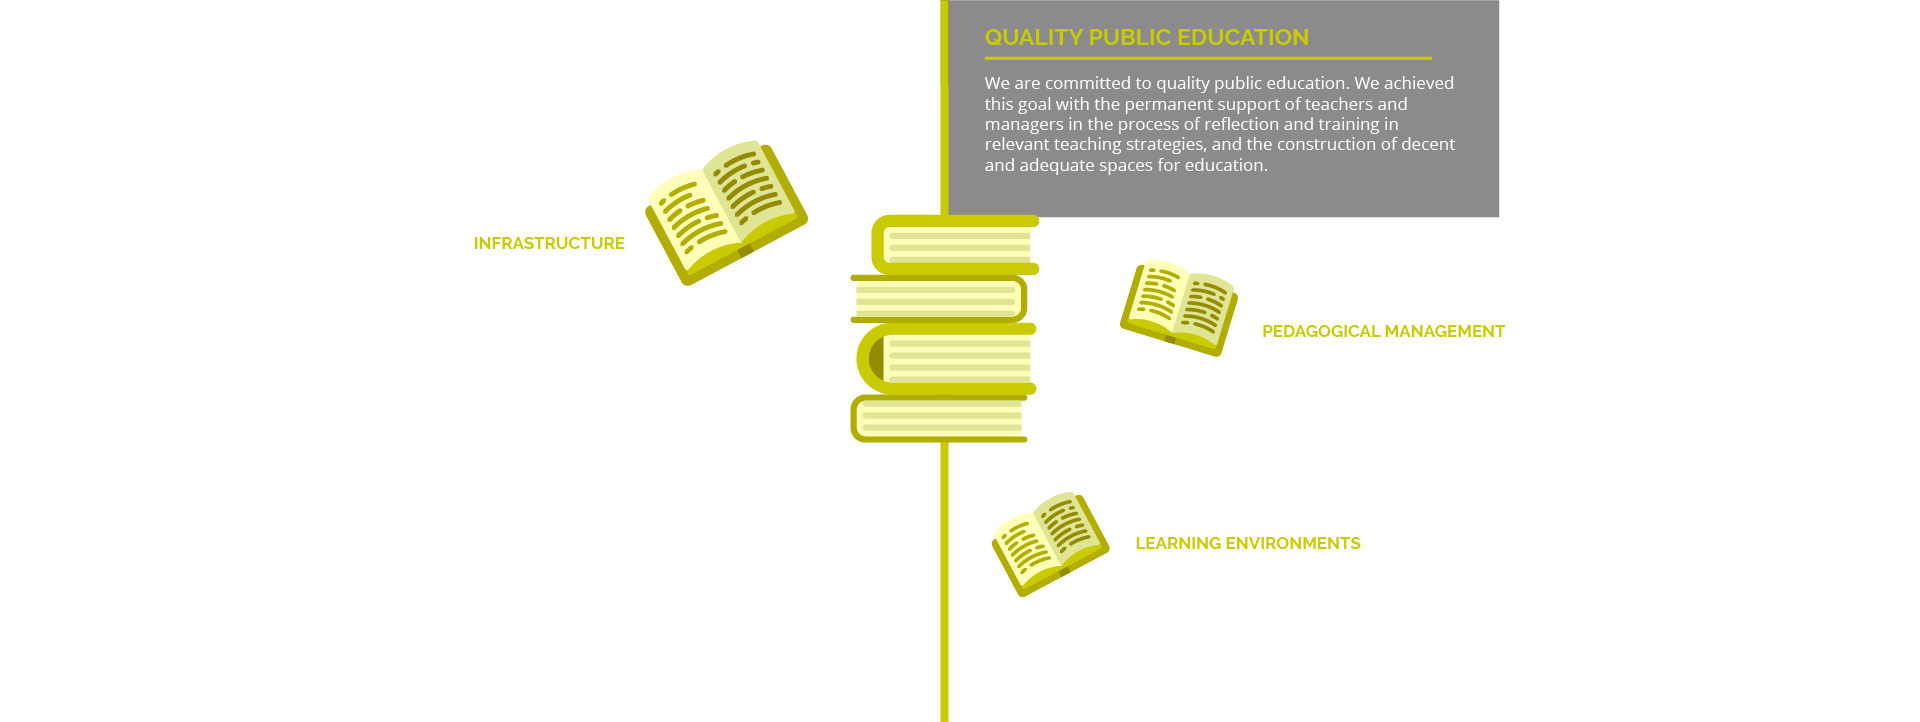 QUALITY PUBLIC EDUCATION
We are committed to quality public education. We achieved
this goal with the permanent support of teachers and
managers in the process of reflection and training in
relevant teaching strategies, and the construction of decent
and adequate spaces for education.
INFRASTRUCTURE
PEDAGOGICAL MANAGEMENT
LEARNING ENVIRONMENTS